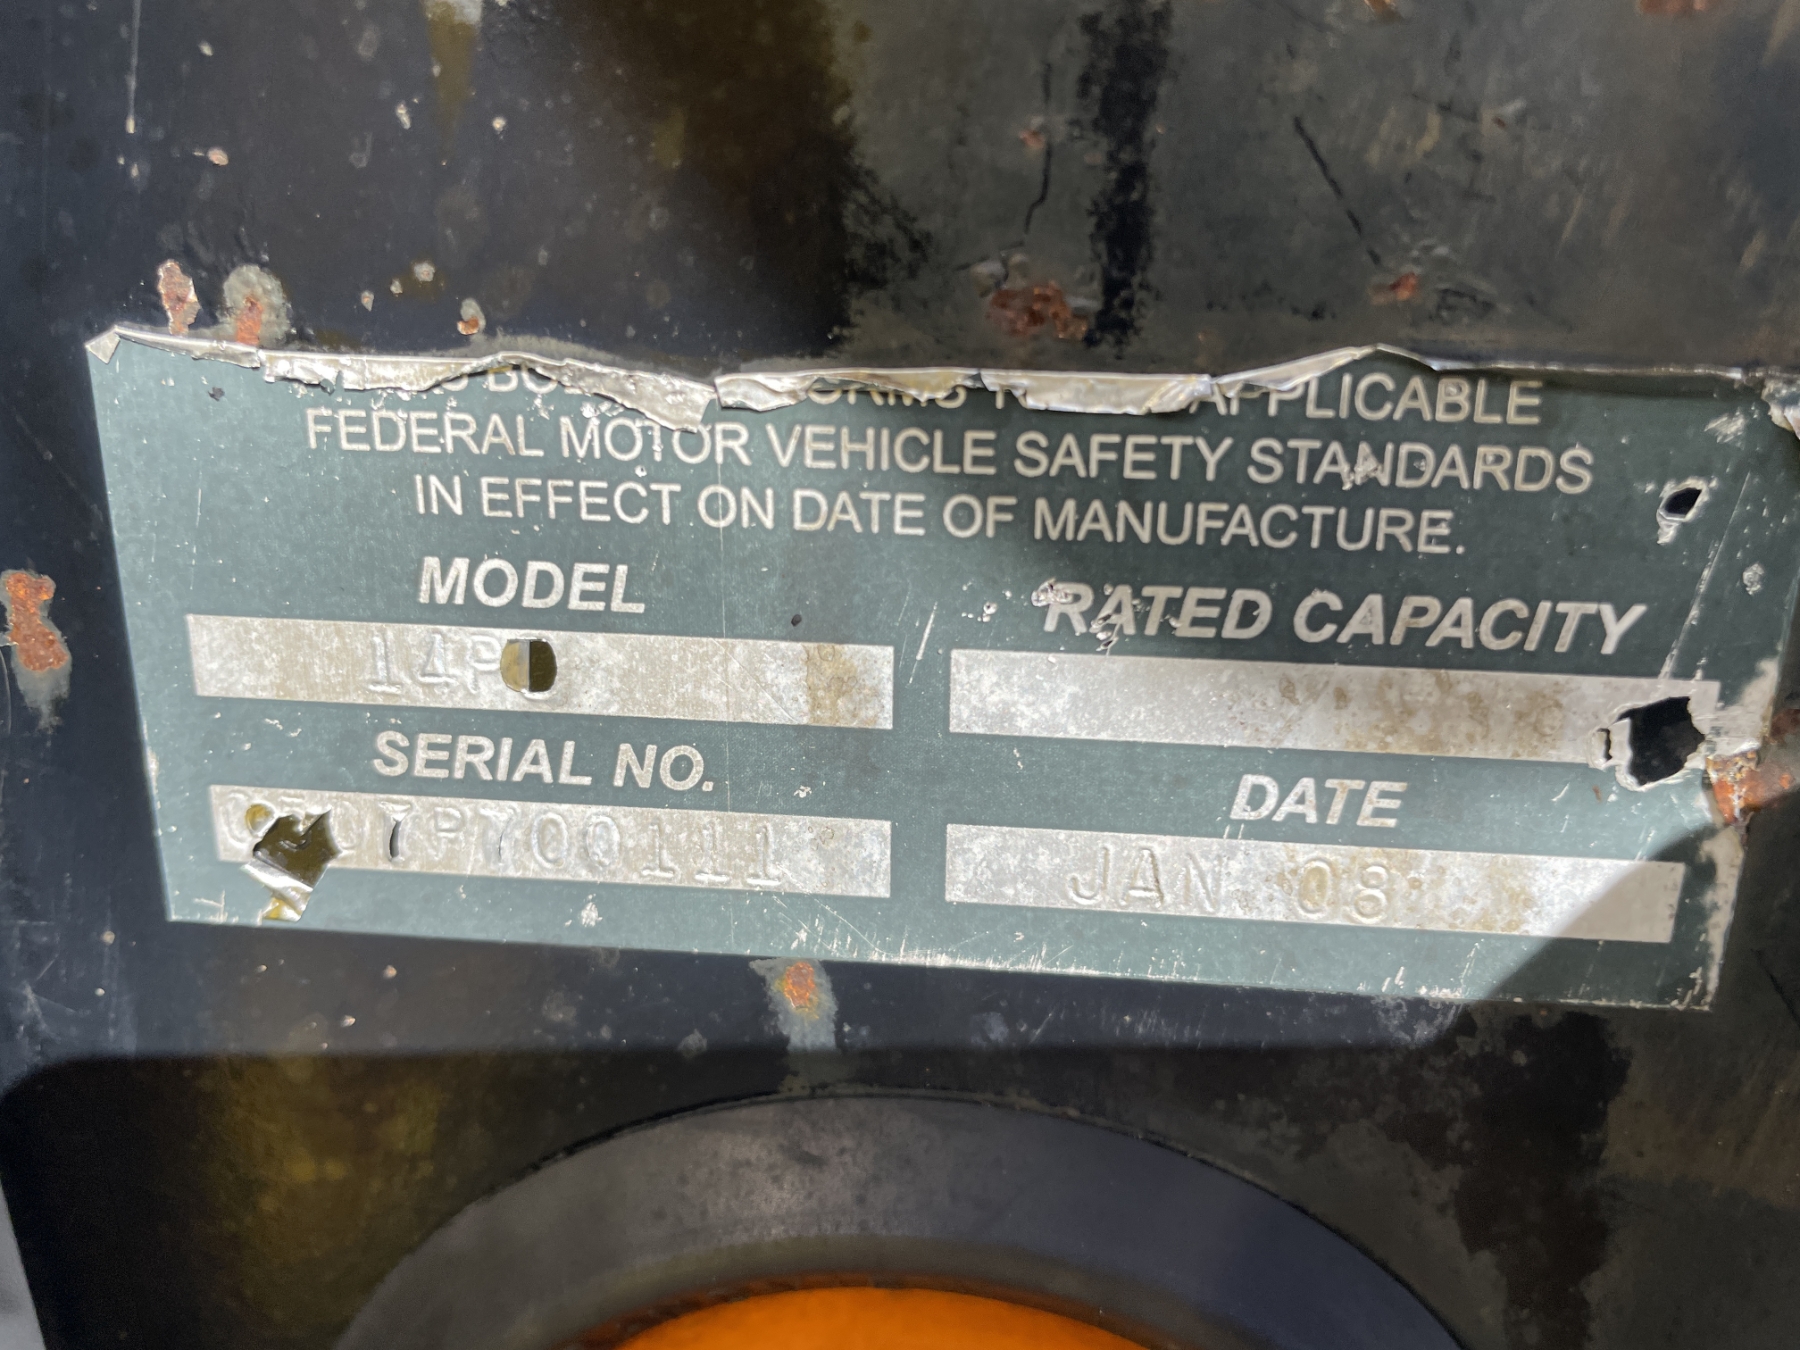 APPLICABLE
FEDERAL MOTOR VEHICLE SAFETY STANDARDS
IN EFFECT ON DATE OF MANUFACTURE.
MODEL
RATED CAPACITY
SERIAL NO.
DATE
JAN 08